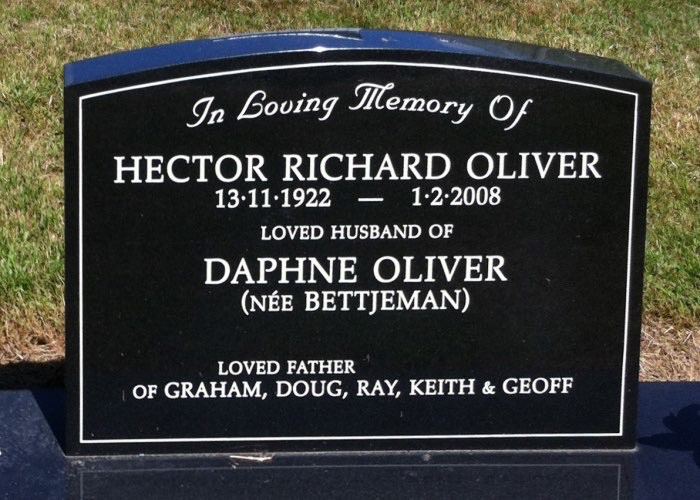 In Loving Memory Of
HECTOR RICHARD OLIVER
13·11·1922 — 1·2·2008
LOVED HUSBAND OF
DAPHNE OLIVER
(NÉE BETTJEMAN)
LOVED FATHER
OF GRAHAM, DOUG, RAY, KEITH & GEOFF